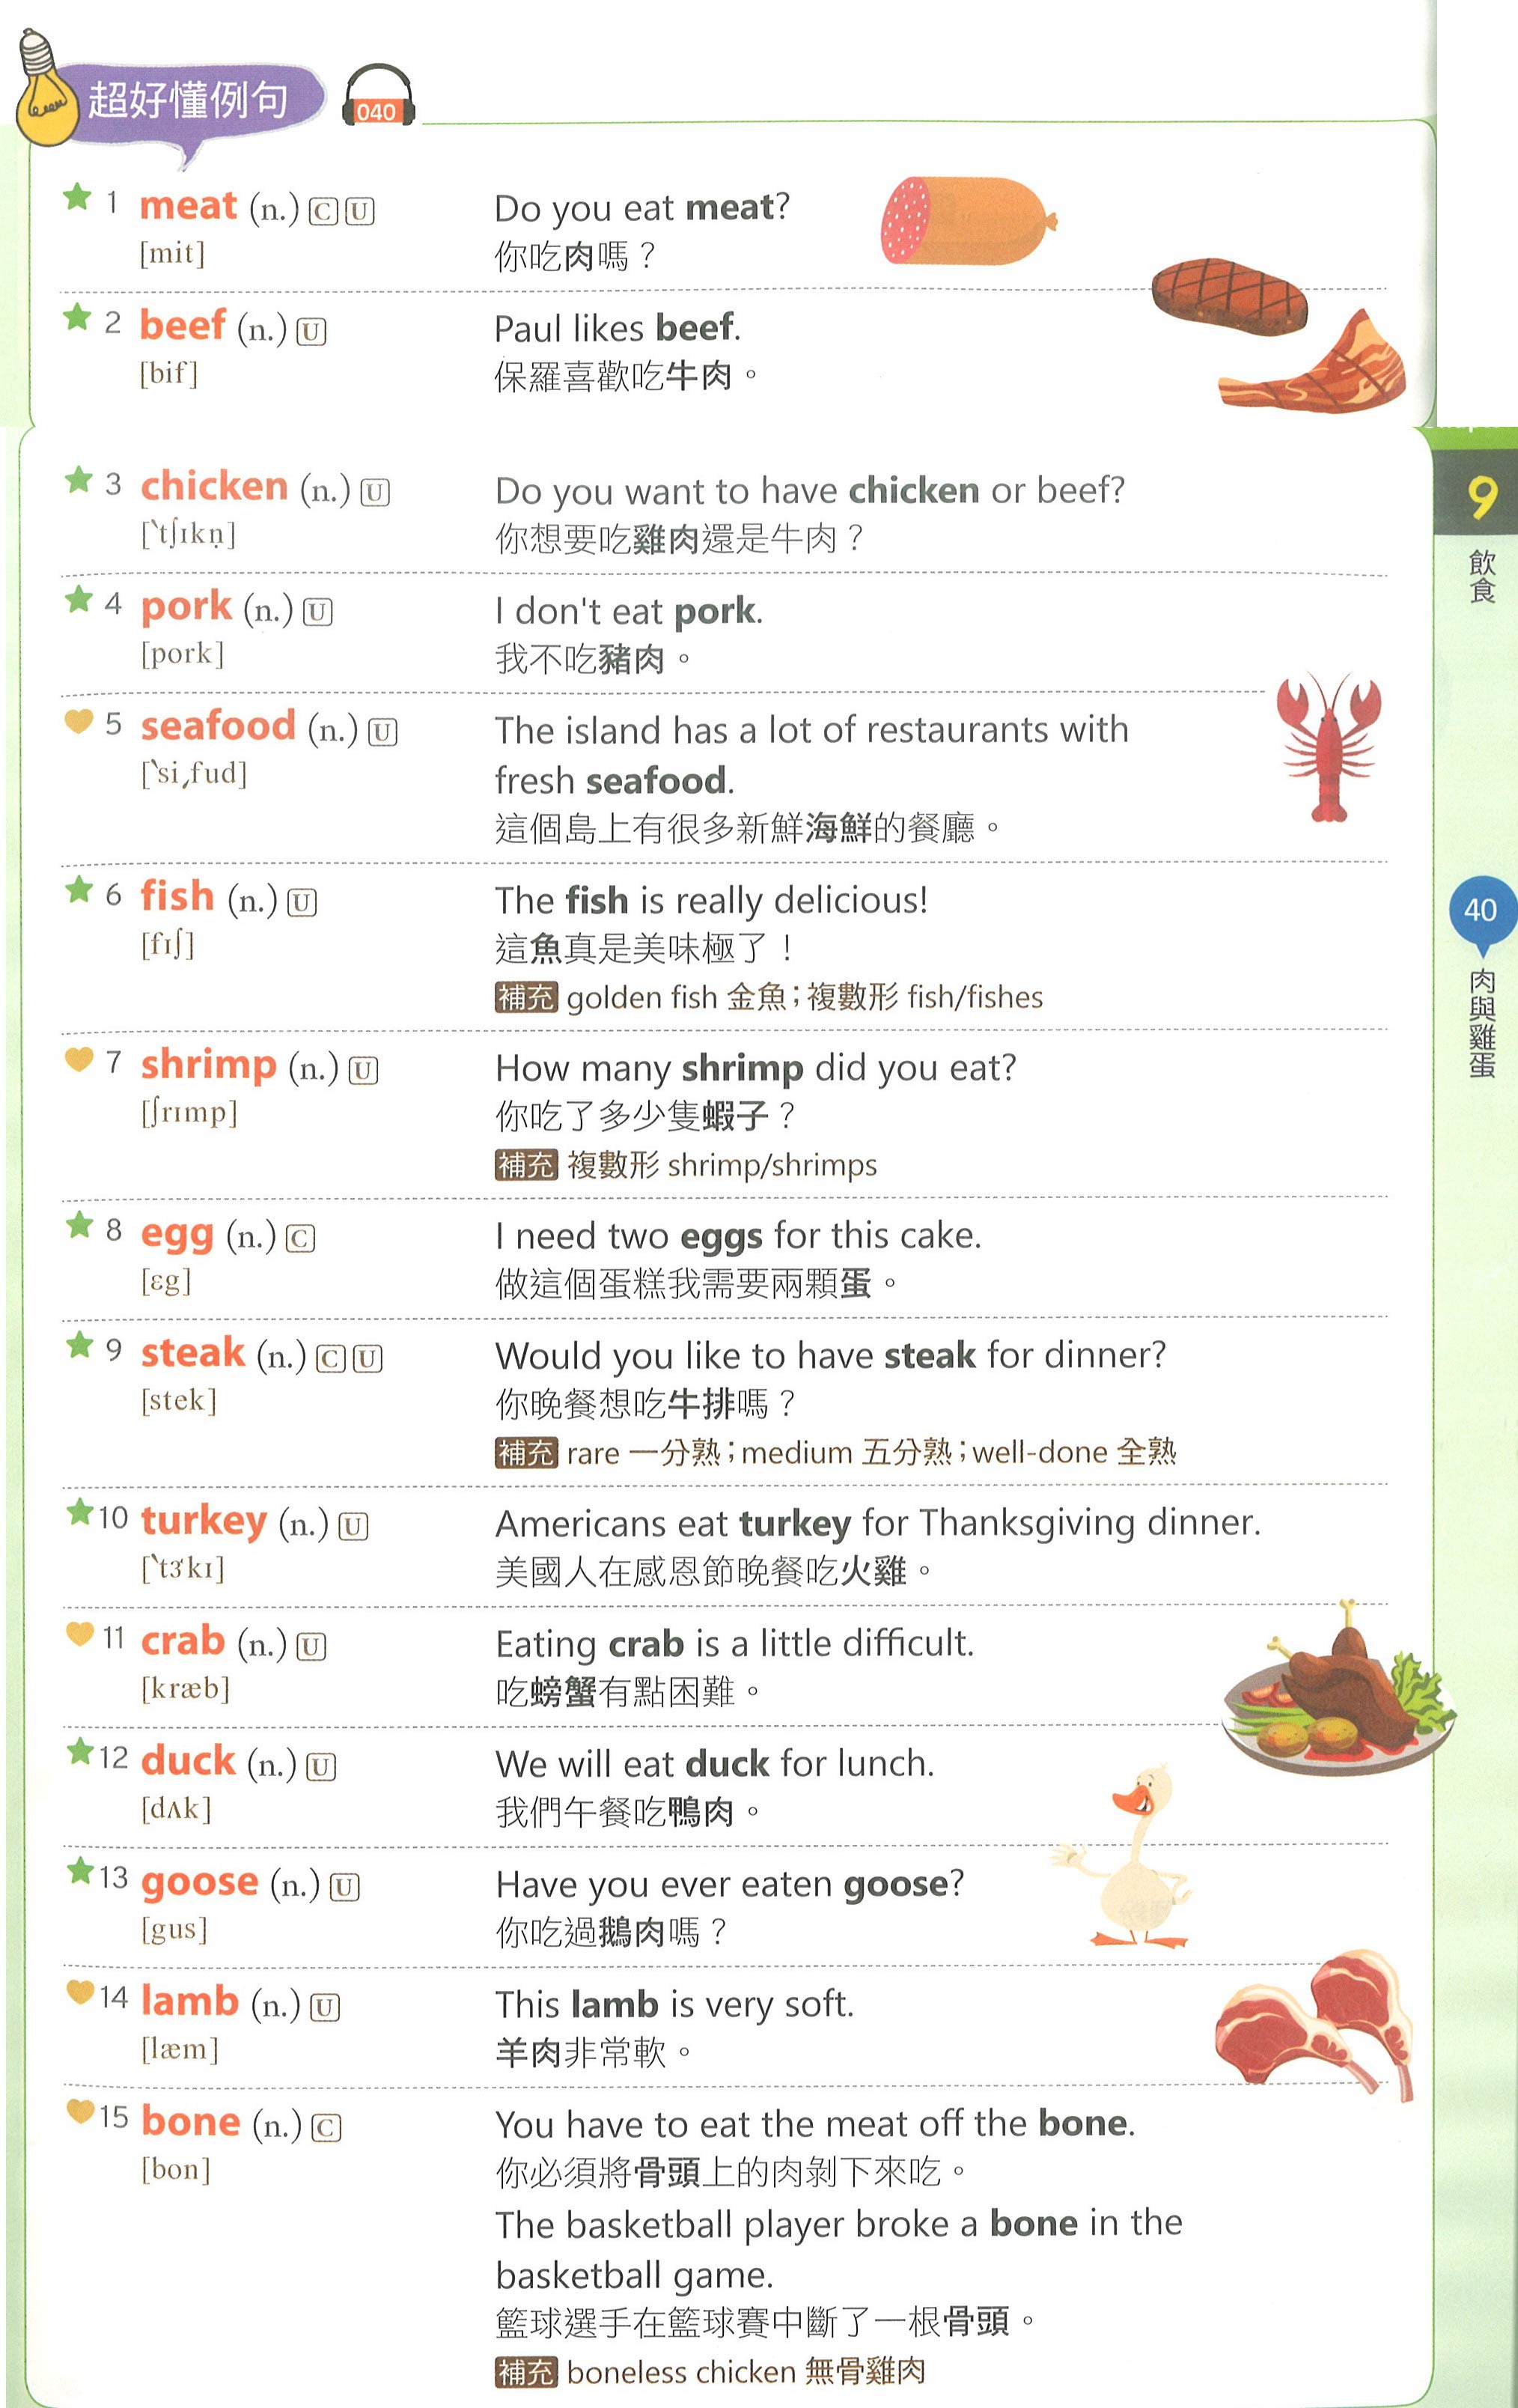 超好懂例句 040
1 meat (n.) C U
[mit]
Do you eat meat?
你吃肉嗎？
2 beef (n.) U
[bif]
Paul likes beef.
保羅喜歡吃牛肉。
3 chicken (n.) U
[ˋtʃɪkṇ]
Do you want to have chicken or beef?
你想要吃雞肉還是牛肉？
4 pork (n.) U
[pork]
I don't eat pork.
我不吃豬肉。
5 seafood (n.) U
[ˋsi͵fud]
The island has a lot of restaurants with
fresh seafood.
這個島上有很多新鮮海鮮的餐廳。
6 fish (n.) U
[fɪʃ]
The fish is really delicious!
這魚真是美味極了！
補充 golden fish 金魚；複數形 fish/fishes
7 shrimp (n.) U
[ʃrɪmp]
How many shrimp did you eat?
你吃了多少隻蝦子？
補充 複數形 shrimp/shrimps
8 egg (n.) C
[ɛg]
I need two eggs for this cake.
做這個蛋糕我需要兩顆蛋。
9 steak (n.) C U
[stek]
Would you like to have steak for dinner?
你晚餐想吃牛排嗎？
補充 rare 一分熟；medium 五分熟；well-done 全熟
10 turkey (n.) U
[ˋtɝkɪ]
Americans eat turkey for Thanksgiving dinner.
美國人在感恩節晚餐吃火雞。
11 crab (n.) U
[kræb]
Eating crab is a little difficult.
吃螃蟹有點困難。
12 duck (n.) U
[dʌk]
We will eat duck for lunch.
我們午餐吃鴨肉。
13 goose (n.) U
[gus]
Have you ever eaten goose?
你吃過鵝肉嗎？
14 lamb (n.) U
[læm]
This lamb is very soft.
羊肉非常軟。
15 bone (n.) C
[bon]
You have to eat the meat off the bone.
你必須將骨頭上的肉剝下來吃。
The basketball player broke a bone in the
basketball game.
籃球選手在籃球賽中斷了一根骨頭。
補充 boneless chicken 無骨雞肉
9
飲食
40
肉與雞蛋